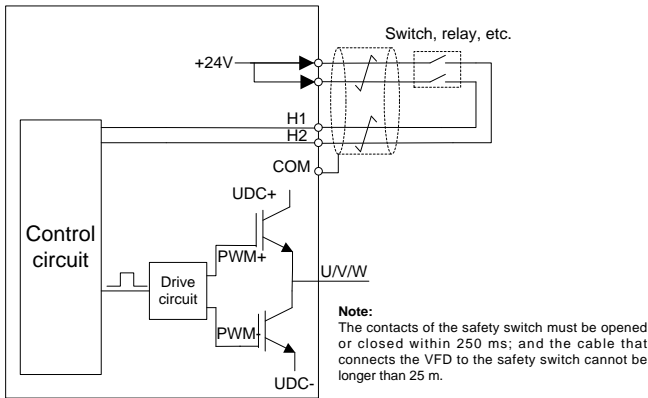 Switch, relay, etc.
+24V
H1
H2
COM
UDC+
Control
circuit
PWM+
Drive
circuit
U/V/W
PWM-
UDC-
Note:
The contacts of the safety switch must be opened
or closed within 250 ms; and the cable that
connects the VFD to the safety switch cannot be
longer than 25 m.